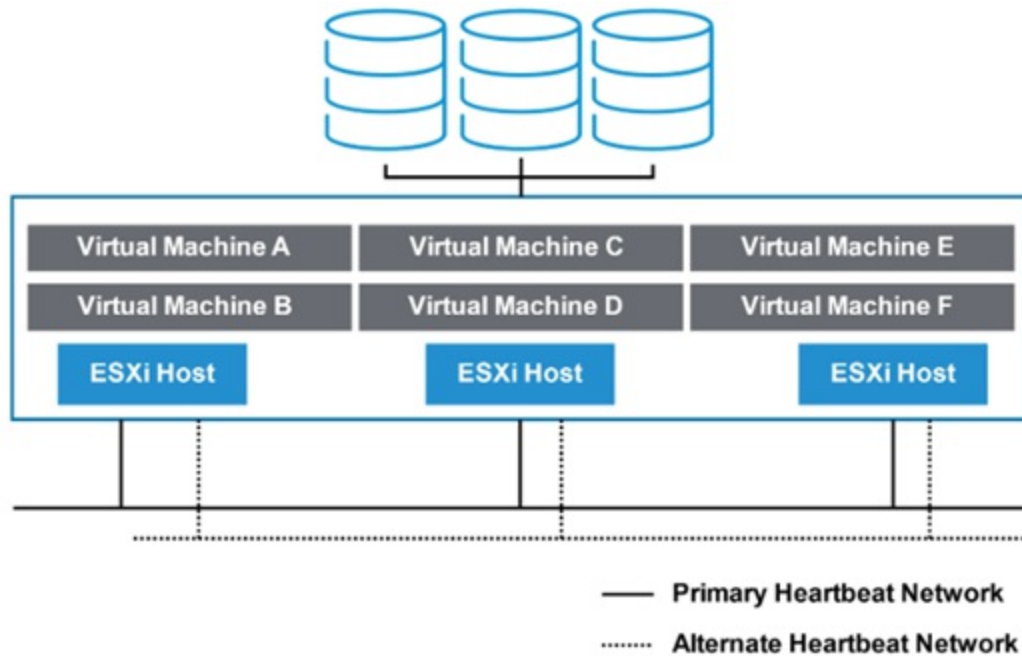 Virtual Machine A
Virtual Machine C
Virtual Machine E
Virtual Machine B
Virtual Machine D
Virtual Machine F
ESXi Host
ESXi Host
ESXi Host
Primary Heartbeat Network
Alternate Heartbeat Network